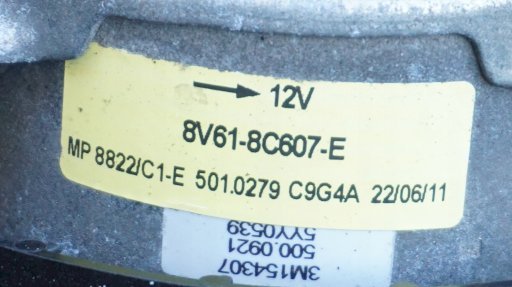 12V
8V61-8C607-E
MP 8822/C1-E 501.0279 C9G4A 22/06/11
3M154307
500.0921
5YY0539